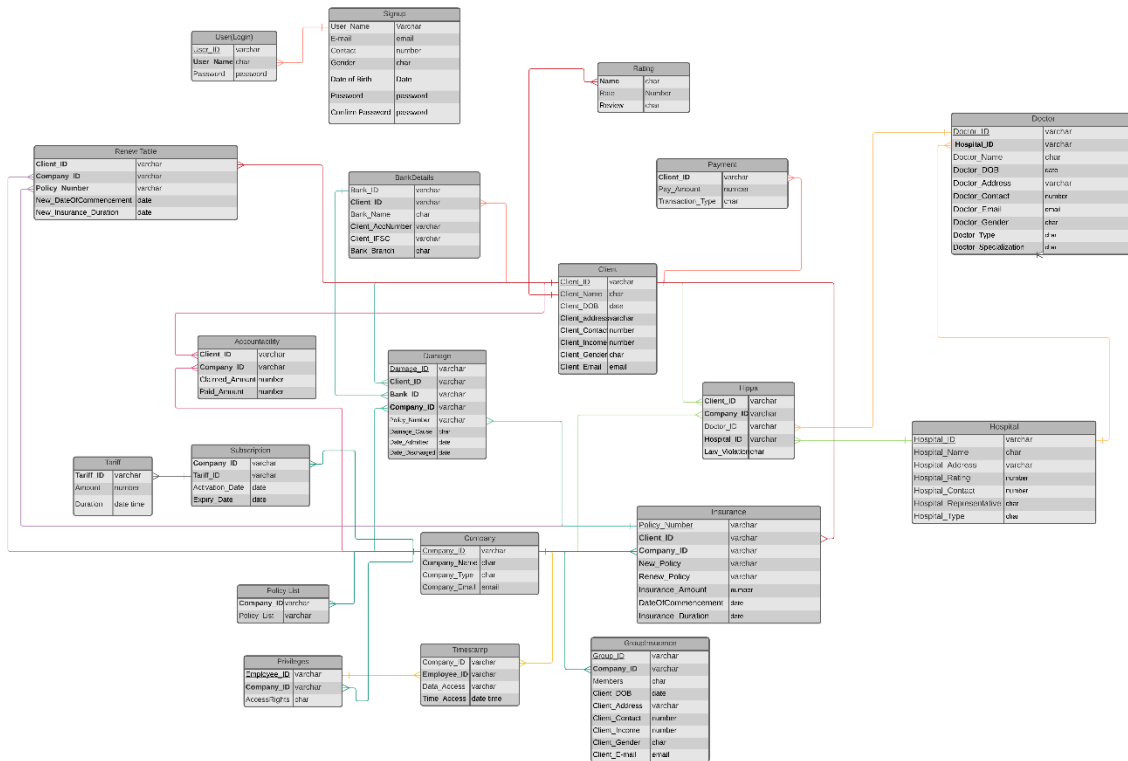 Signup
User_Name Varchar
E-mail email
Contact number
Gender char
Date of Birth Date
Password password
Confirm Password password
User(Login)
User_ID varchar
User_Name char
Password password
Rating
Name char
Rate Number
Review char
Doctor
Doctor_ID varchar
Hospital_ID varchar
Doctor_Name char
Doctor_DOB date
Doctor_Address varchar
Doctor_Contact number
Doctor_Email email
Doctor_Gender char
Doctor_Type char
Doctor_Specialization char
Renew Table
Client_ID varchar
Company_ID varchar
Policy_Number varchar
New_DateOfCommencement date
New_Insurance_Duration date
BankDetails
Bank_ID varchar
Client_ID varchar
Bank_Name char
Client_AccNumber varchar
Client_IFSC varchar
Bank_Branch char
Payment
Client_ID varchar
Pay_Amount number
Transaction_Type char
Client
Client_ID varchar
Client_Name char
Client_DOB date
Client_address varchar
Client_Contact number
Client_Income number
Client_Gender char
Client_Email email
Accountability
Client_ID varchar
Company_ID varchar
Claimed_Amount number
Paid_Amount number
Damage
Damage_ID varchar
Client_ID varchar
Bank_ID varchar
Company_ID varchar
Policy_Number varchar
Damage_Cause char
Date_Admitted date
Date_Discharged date
Hippa
Client_ID varchar
Company_ID varchar
Doctor_ID varchar
Hospital_ID varchar
Law_Violation char
Hospital
Hospital_ID varchar
Hospital_Name char
Hospital_Address varchar
Hospital_Rating number
Hospital_Contact number
Hospital_Representative char
Hospital_Type char
Tariff
Tariff_ID varchar
Amount number
Duration date time
Subscription
Company_ID varchar
Tariff_ID varchar
Activation_Date date
Expiry_Date date
Insurance
Policy_Number varchar
Client_ID varchar
Company_ID varchar
New_Policy varchar
Renew_Policy varchar
Insurance_Amount number
DateOfCommencement date
Insurance_Duration date
Company
Company_ID varchar
Company_Name char
Company_Type char
Company_Email email
Policy List
Company_ID varchar
Policy_List varchar
Privileges
Employee_ID varchar
Company_ID varchar
AccessRights char
Timestamp
Company_ID varchar
Employee_ID varchar
Data_Access varchar
Time_Access date time
GroupInsurance
Group_ID varchar
Company_ID varchar
Members char
Client_DOB date
Client_Address varchar
Client_Contact number
Client_Income number
Client_Gender char
Client_E-mail email